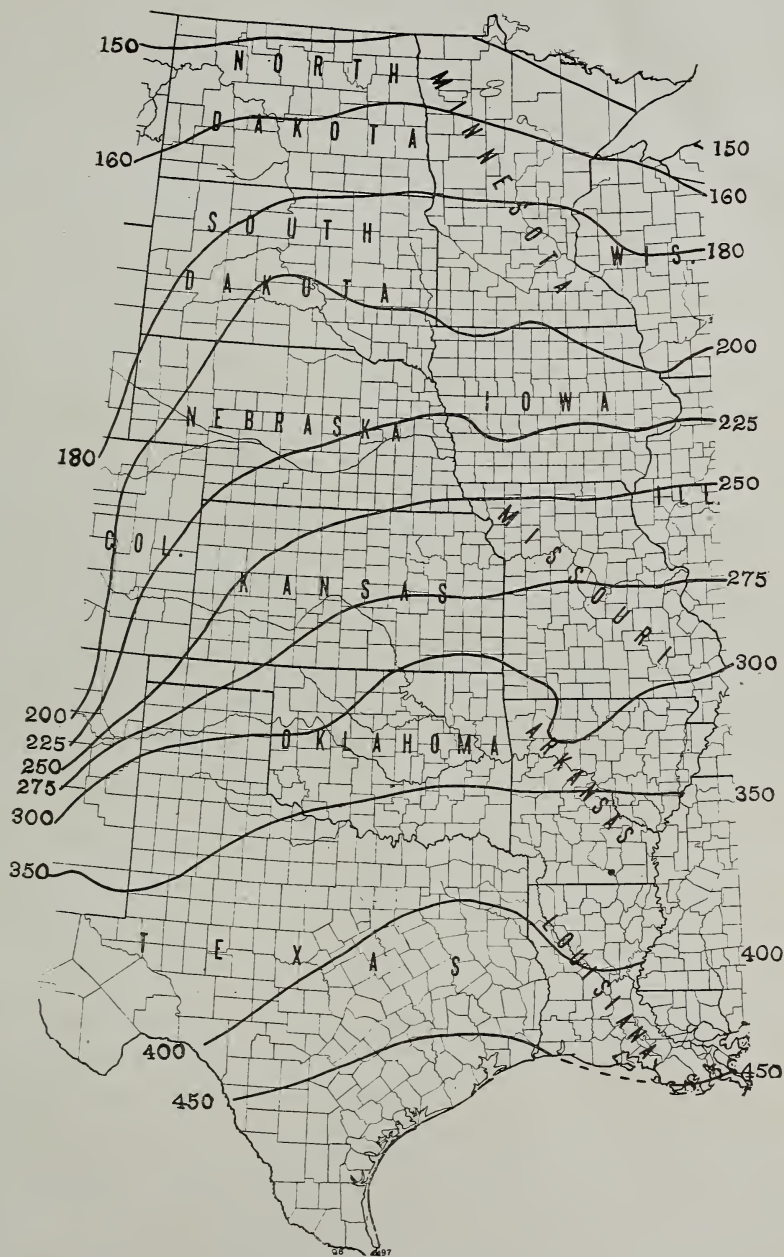 150
NORTH
DAKOTA
MINNESOTA
160
150
160
SOUTH
DAKOTA
WIS.
180
200
NEBRASKA
IOWA
225
180
250
COL.
ILL.
MISSOURI
KANSAS
275
300
200
225
250
275
300
OKLAHOMA
ARKANSAS
350
350
TEXAS
LOUISIANA
400
400
450
450